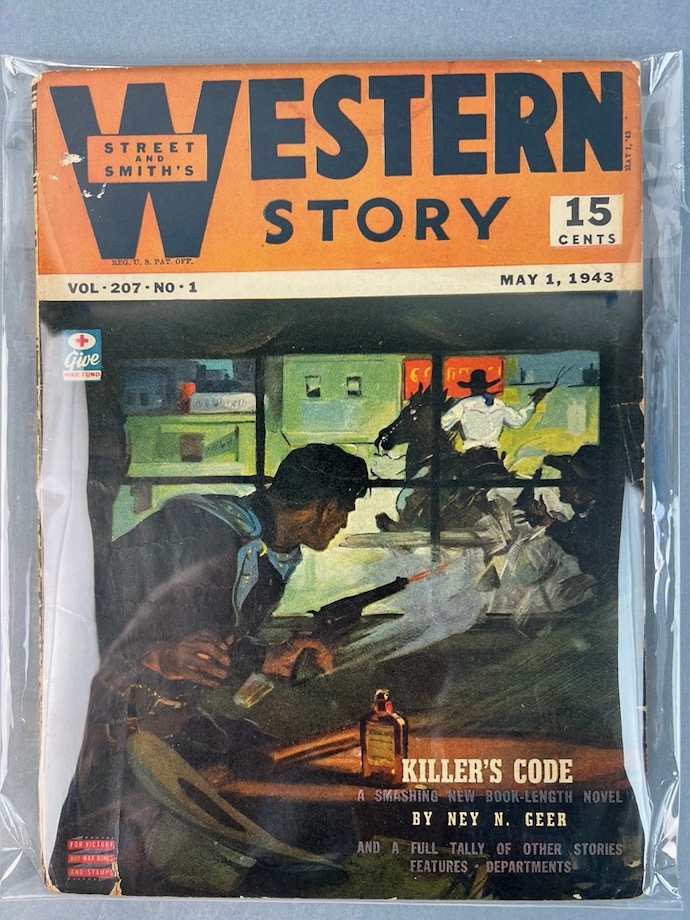 WESTERN
STREET
AND
SMITH'S
STORY
15
CENTS
MAY 1, '43
REG. U. S. PAT. OFF.
VOL · 207 · NO · 1
MAY 1, 1943
Give
WAR FUND
KILLER'S CODE
A SMASHING NEW BOOK-LENGTH NOVEL
BY NEY N. GEER
AND A FULL TALLY OF OTHER STORIES
FEATURES - DEPARTMENTS
FOR VICTORY
BUY WAR BONDS
AND STAMPS